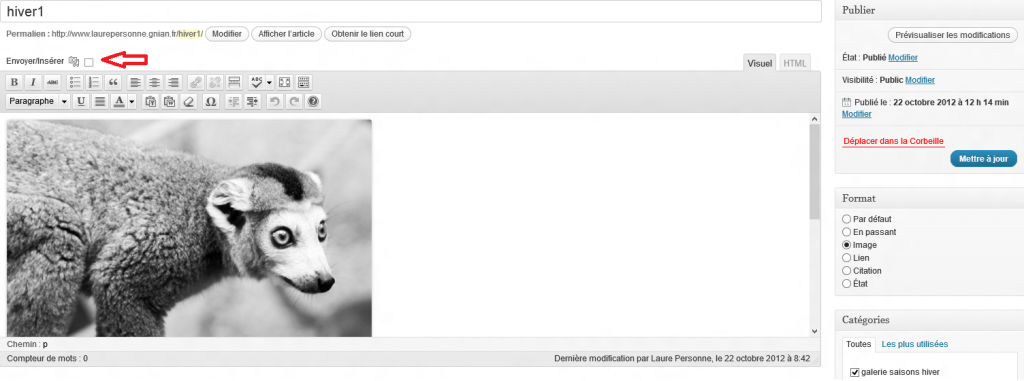 hiver1
Permalien : http://www.laurepersonne.gnian.fr/hiver1/ Modifier Afficher l'article Obtenir le lien court
Envoyer/Insérer
Visuel HTML
B I ABC ABC
Paragraphe U A Ω
Chemin : p
Compteur de mots : 0 Dernière modification par Laure Personne, le 22 octobre 2012 à 8:42
Publier
Prévisualiser les modifications
État : Publié Modifier
Visibilité : Public Modifier
Publié le : 22 octobre 2012 à 12 h 14 min
Modifier
Déplacer dans la Corbeille
Mettre à jour
Format
Par défaut
En passant
Image
Lien
Citation
État
Catégories
Toutes Les plus utilisées
galerie saisons hiver